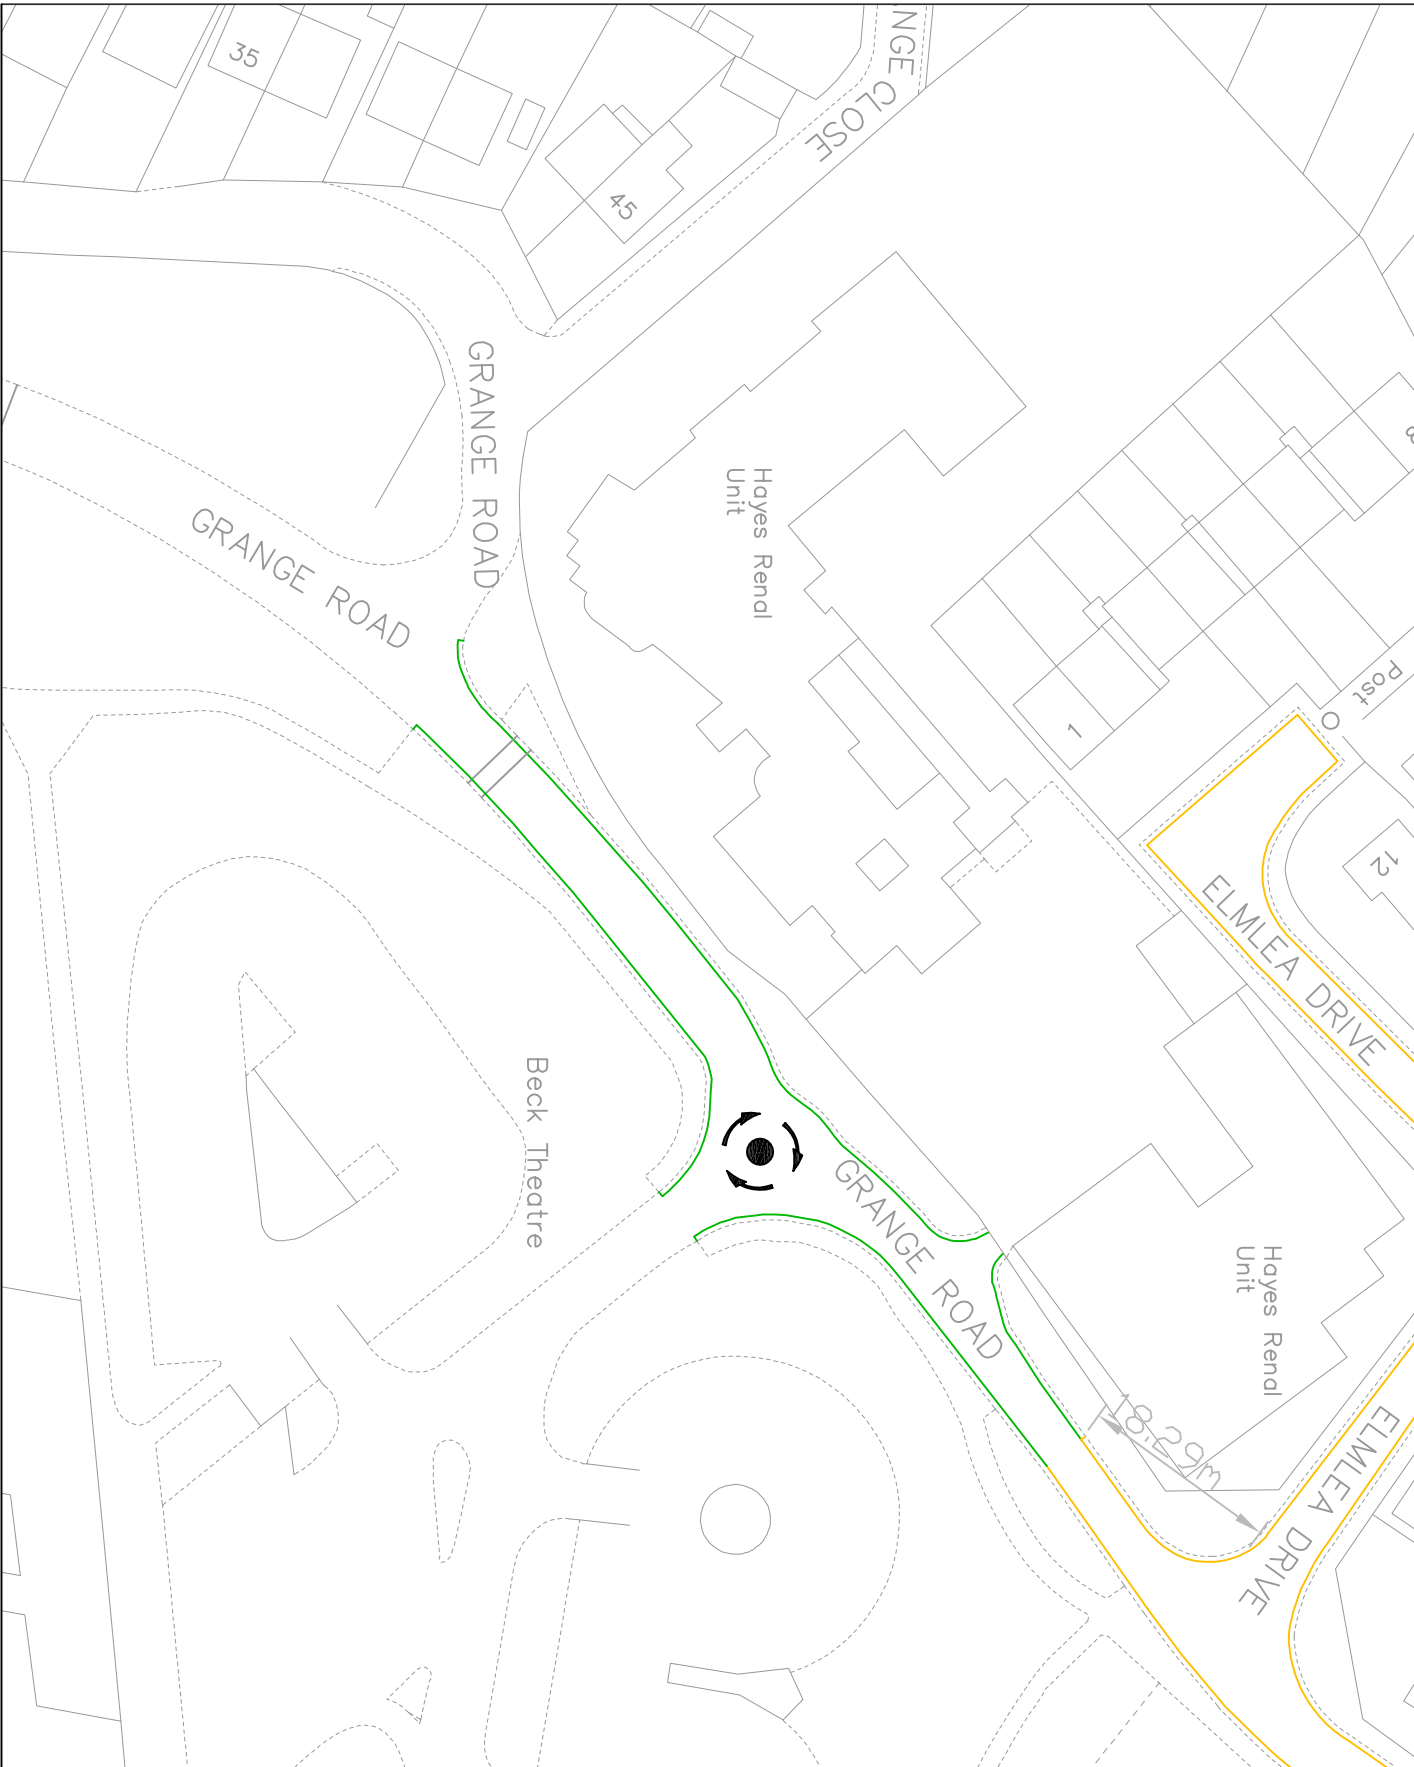 35
NGE CLOSE
45
GRANGE ROAD
GRANGE ROAD
Hayes Renal
Unit
1
Post
12
ELMLEA DRIVE
Beck Theatre
GRANGE ROAD
Hayes Renal
Unit
18.29m
ELMLEA DRIVE